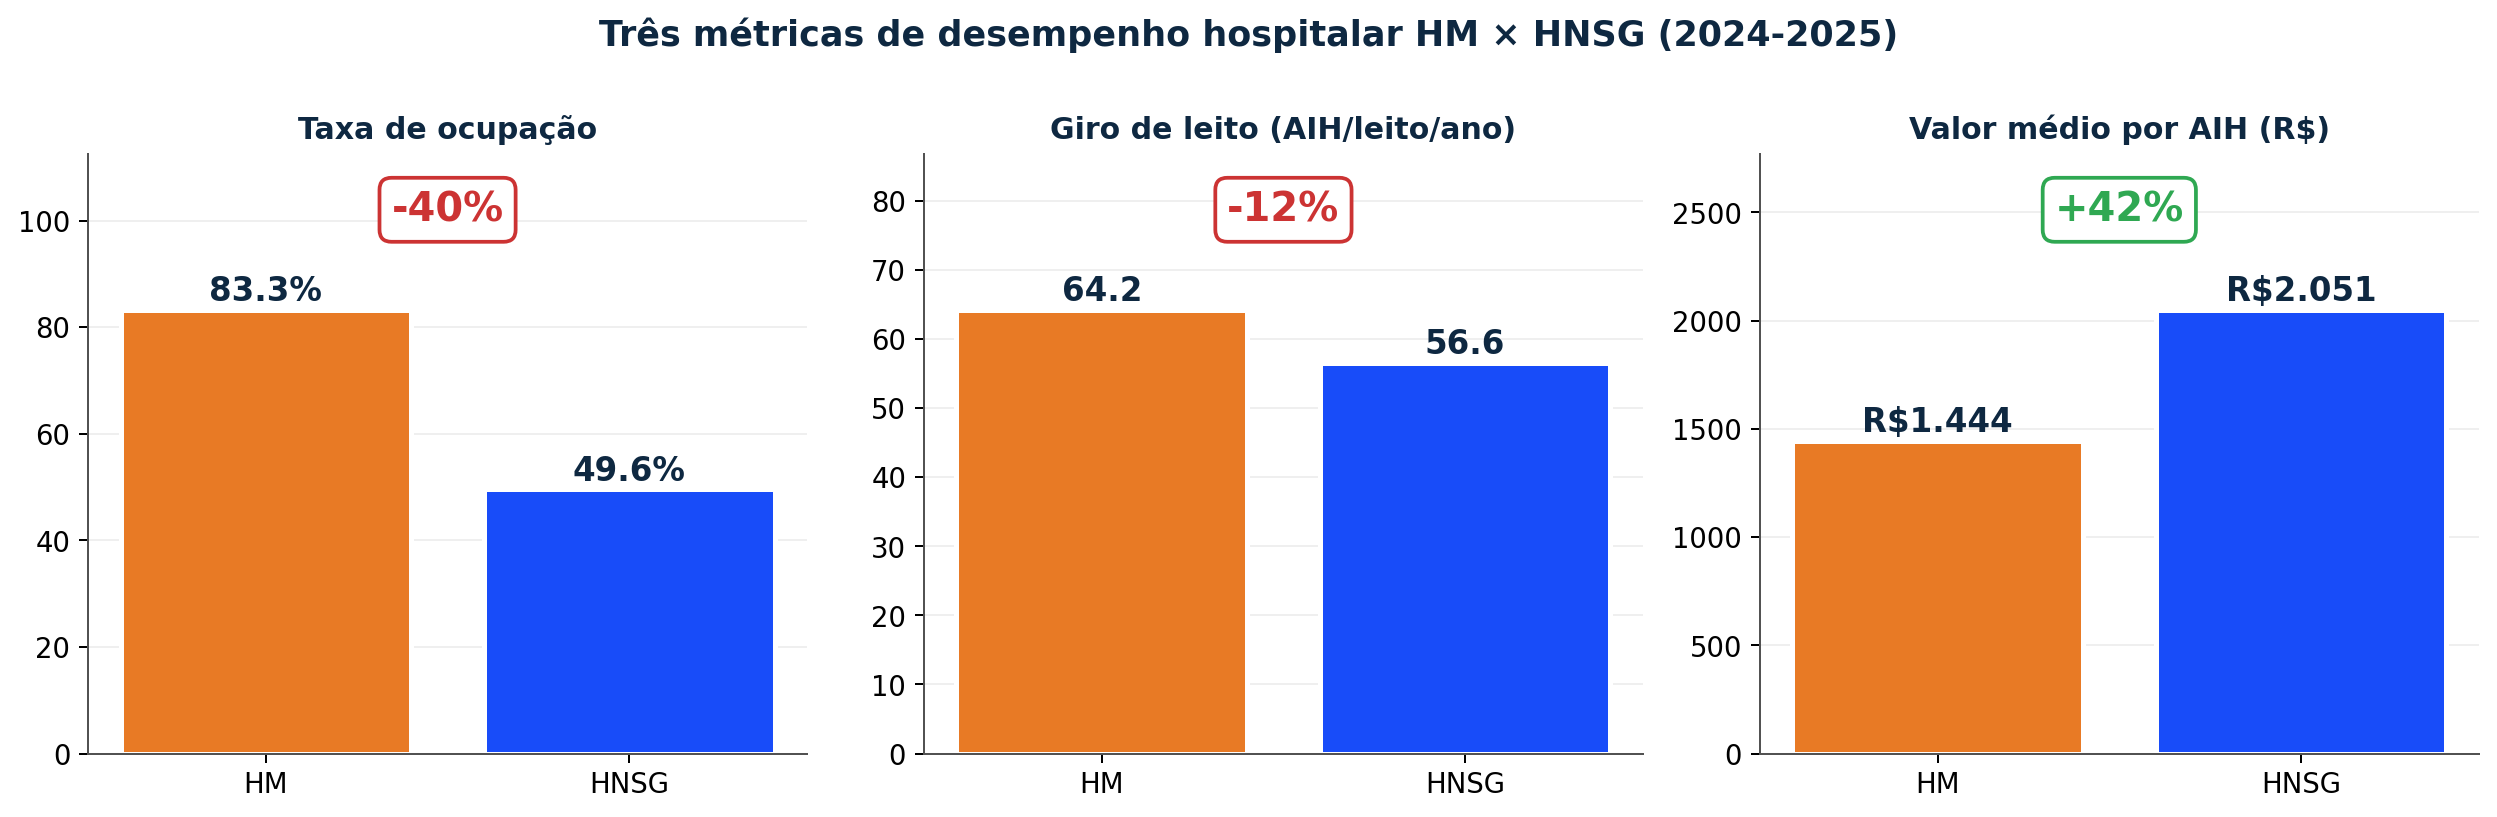 Três métricas de desempenho hospitalar HM × HNSG (2024-2025)
Taxa de ocupação
-40%
100
80
60
40
20
0
83.3%
49.6%
HM
HNSG
Giro de leito (AIH/leito/ano)
-12%
80
70
60
50
40
30
20
10
0
64.2
56.6
HM
HNSG
Valor médio por AIH (R$)
+42%
2500
2000
1500
1000
500
0
R$1.444
R$2.051
HM
HNSG